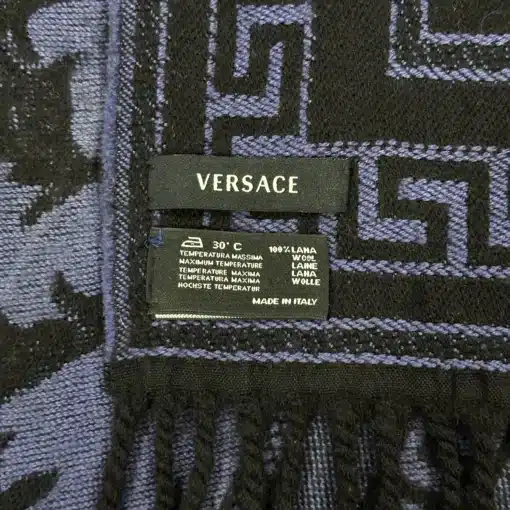 VERSACE
30° C
100% LANA
TEMPERATURA MASSIMA WOOL
MAXIMUM TEMPERATURE LAINE
TEMPERATURE MAXIMA LANA
TEMPERATURA MAXIMA WOLLE
HOCHSTE TEMPERATUR
MADE IN ITALY